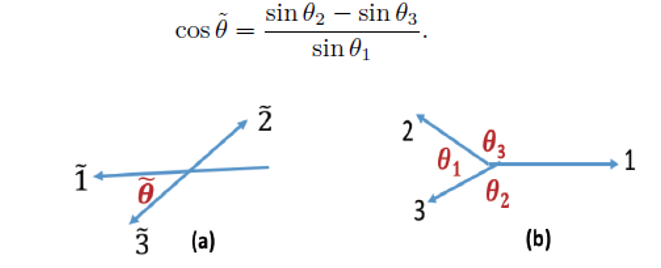 cos θ̃ = (sin θ₂ − sin θ₃) / sin θ₁.
1̃ θ̃ 2̃ 3̃ (a)
2 θ₃ θ₁ 1 3 θ₂ (b)